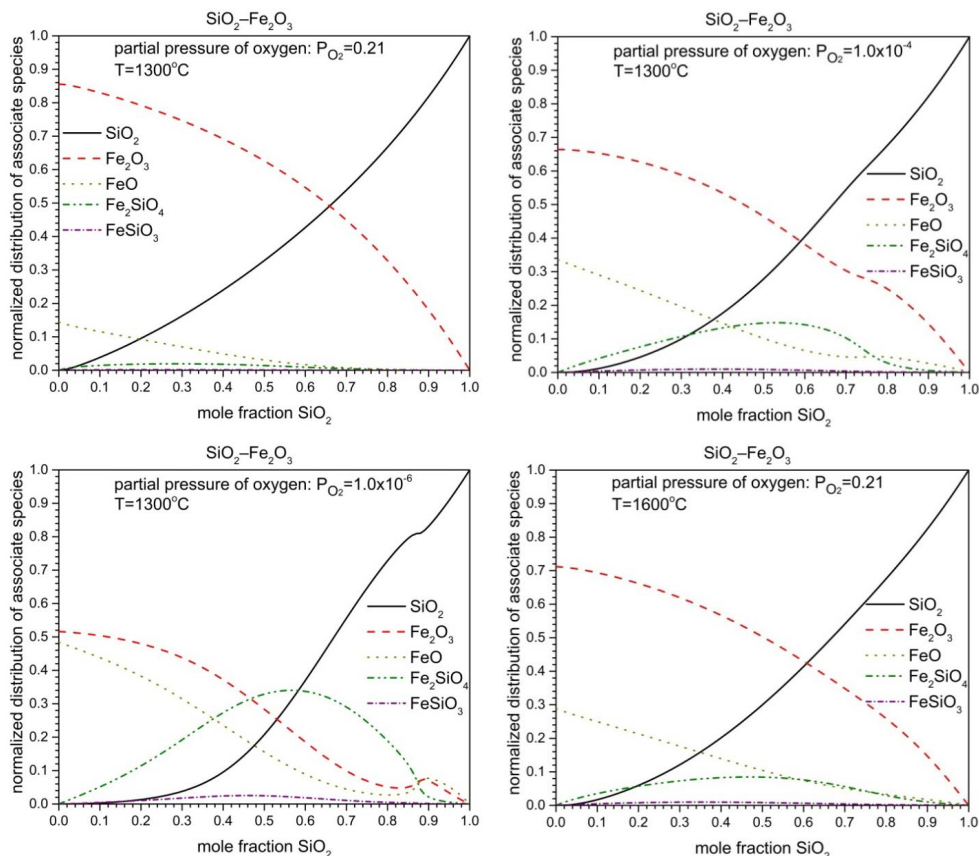 SiO₂–Fe₂O₃
partial pressure of oxygen: P_O₂=0.21
T=1300°C
normalized distribution of associate species
1.0
0.9
0.8
0.7
0.6
0.5
0.4
0.3
0.2
0.1
0.0
SiO₂
Fe₂O₃
FeO
Fe₂SiO₄
FeSiO₃
0.0 0.1 0.2 0.3 0.4 0.5 0.6 0.7 0.8 0.9 1.0
mole fraction SiO₂
SiO₂–Fe₂O₃
partial pressure of oxygen: P_O₂=1.0x10⁻⁴
T=1300°C
normalized distribution of associate species
1.0
0.9
0.8
0.7
0.6
0.5
0.4
0.3
0.2
0.1
0.0
SiO₂
Fe₂O₃
FeO
Fe₂SiO₄
FeSiO₃
0.0 0.1 0.2 0.3 0.4 0.5 0.6 0.7 0.8 0.9 1.0
mole fraction SiO₂
SiO₂–Fe₂O₃
partial pressure of oxygen: P_O₂=1.0x10⁻⁶
T=1300°C
normalized distribution of associate species
1.0
0.9
0.8
0.7
0.6
0.5
0.4
0.3
0.2
0.1
0.0
SiO₂
Fe₂O₃
FeO
Fe₂SiO₄
FeSiO₃
0.0 0.1 0.2 0.3 0.4 0.5 0.6 0.7 0.8 0.9 1.0
mole fraction SiO₂
SiO₂–Fe₂O₃
partial pressure of oxygen: P_O₂=0.21
T=1600°C
normalized distribution of associate species
1.0
0.9
0.8
0.7
0.6
0.5
0.4
0.3
0.2
0.1
0.0
SiO₂
Fe₂O₃
FeO
Fe₂SiO₄
FeSiO₃
0.0 0.1 0.2 0.3 0.4 0.5 0.6 0.7 0.8 0.9 1.0
mole fraction SiO₂